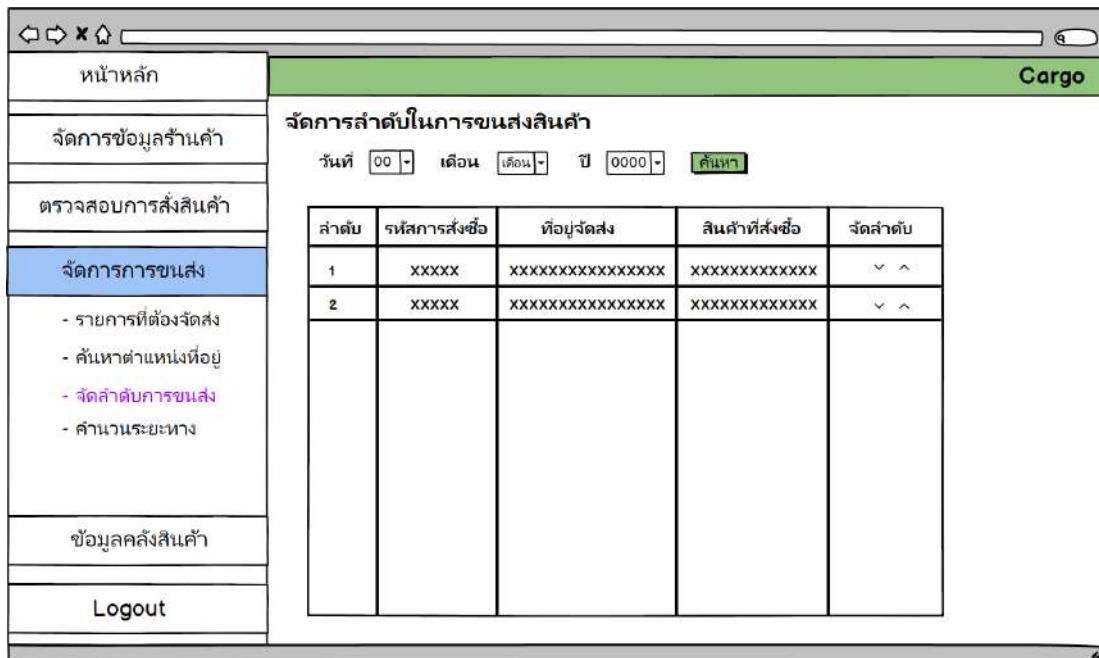 หน้าหลัก
Cargo
จัดการข้อมูลร้านค้า
ตรวจสอบการสั่งสินค้า
จัดการการขนส่ง
- รายการที่ต้องจัดส่ง
- ค้นหาตำแหน่งที่อยู่
- จัดลำดับการขนส่ง
- คำนวนระยะทาง
ข้อมูลคลังสินค้า
Logout
จัดการลำดับในการขนส่งสินค้า
วันที่ 00 เดือน เดือน ปี 0000 ค้นหา
ลำดับ รหัสการสั่งซื้อ ที่อยู่จัดส่ง สินค้าที่สั่งซื้อ จัดลำดับ
1 XXXXX XXXXXXXXXXXXXXXX XXXXXXXXXXXXX
2 XXXXX XXXXXXXXXXXXXXXX XXXXXXXXXXXXX